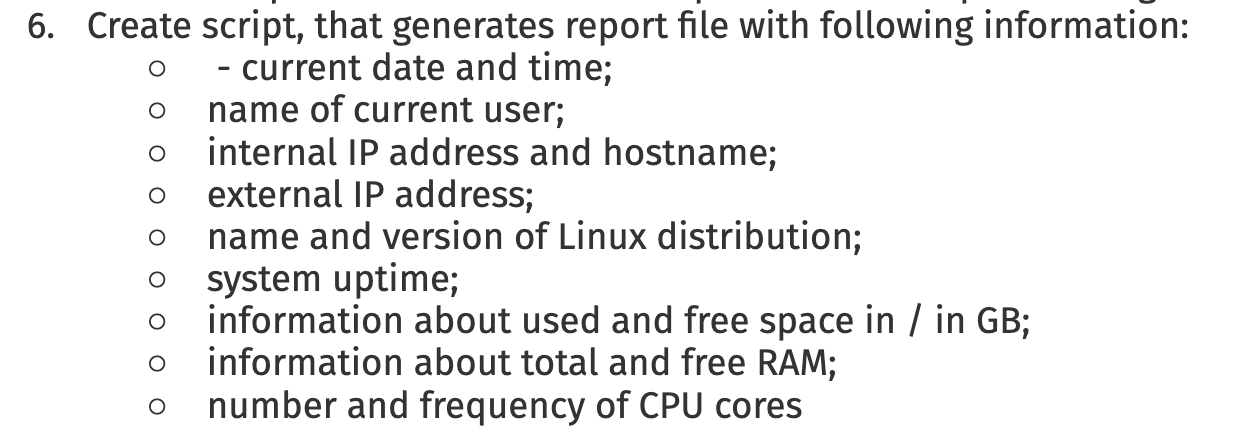 6. Create script, that generates report file with following information:
○ - current date and time;
○ name of current user;
○ internal IP address and hostname;
○ external IP address;
○ name and version of Linux distribution;
○ system uptime;
○ information about used and free space in / in GB;
○ information about total and free RAM;
○ number and frequency of CPU cores